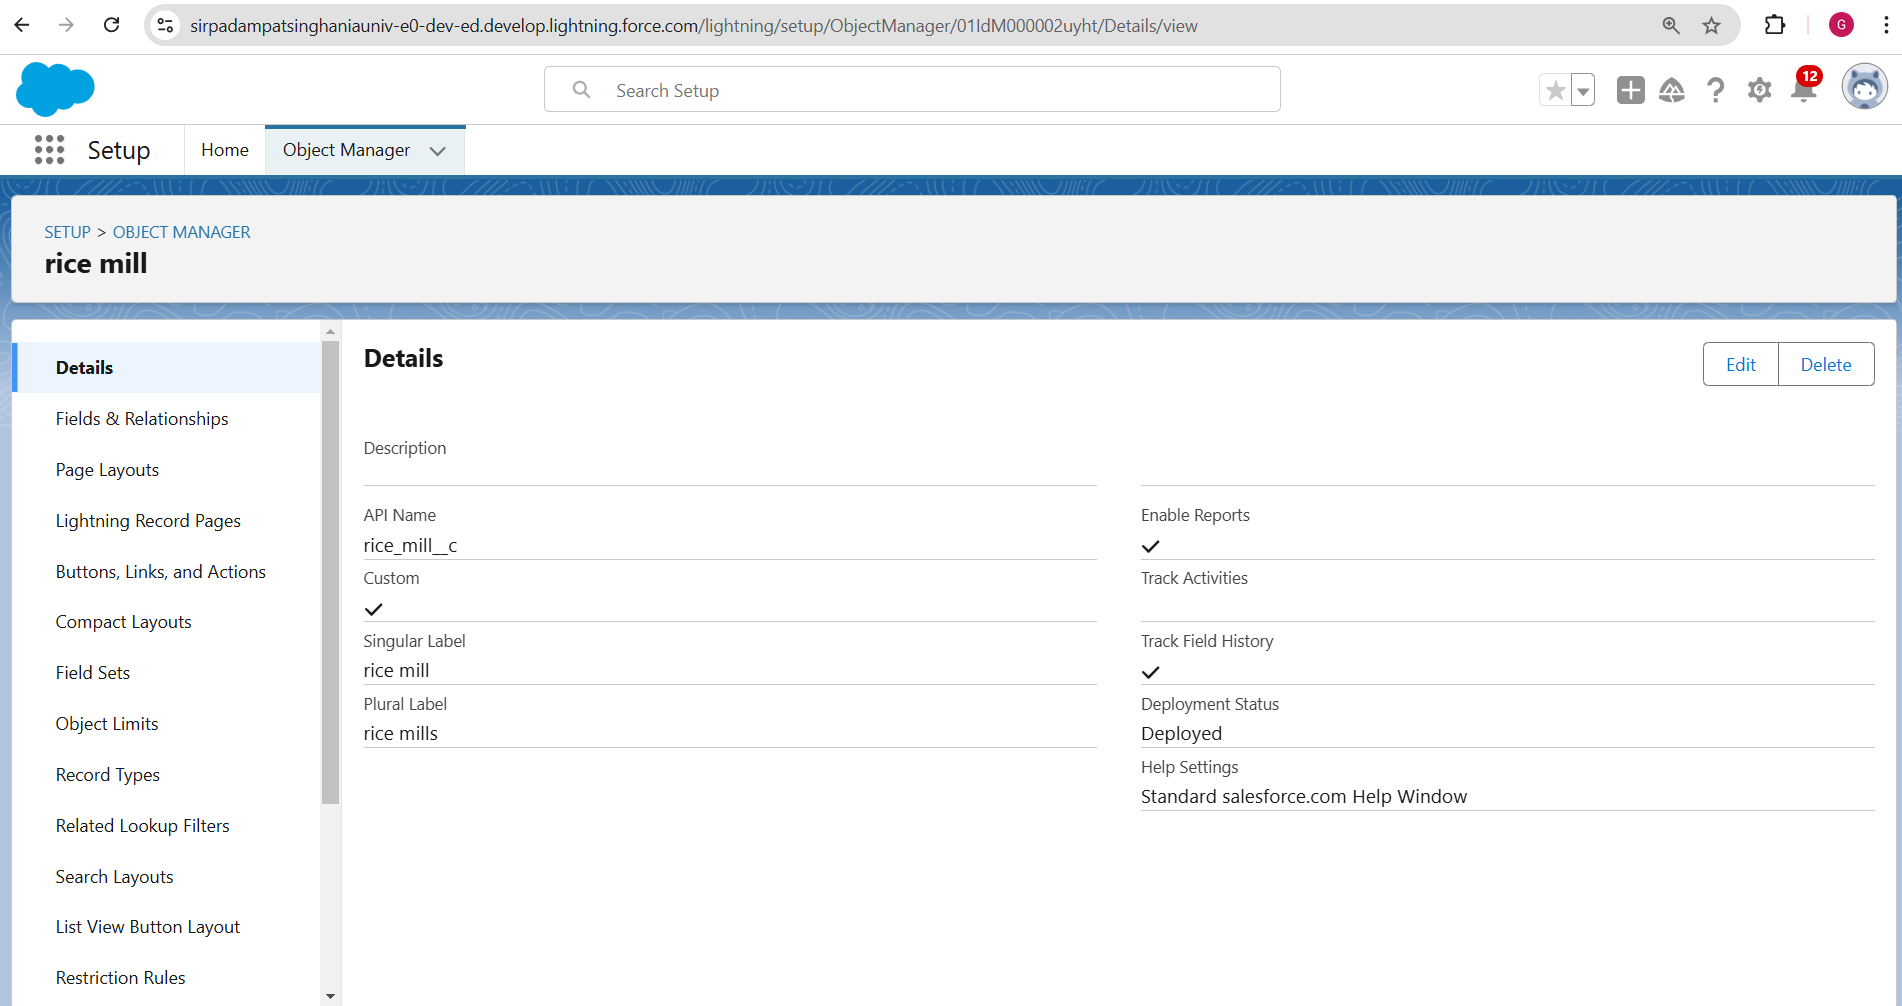 sirpadampatsinghaniauniv-e0-dev-ed.develop.lightning.force.com/lightning/setup/ObjectManager/01IdM000002uyht/Details/view
G
Search Setup
12
Setup
Home
Object Manager
SETUP > OBJECT MANAGER
rice mill
Details
Fields & Relationships
Page Layouts
Lightning Record Pages
Buttons, Links, and Actions
Compact Layouts
Field Sets
Object Limits
Record Types
Related Lookup Filters
Search Layouts
List View Button Layout
Restriction Rules
Details
Edit
Delete
Description
API Name
rice_mill__c
Custom
Singular Label
rice mill
Plural Label
rice mills
Enable Reports
Track Activities
Track Field History
Deployment Status
Deployed
Help Settings
Standard salesforce.com Help Window